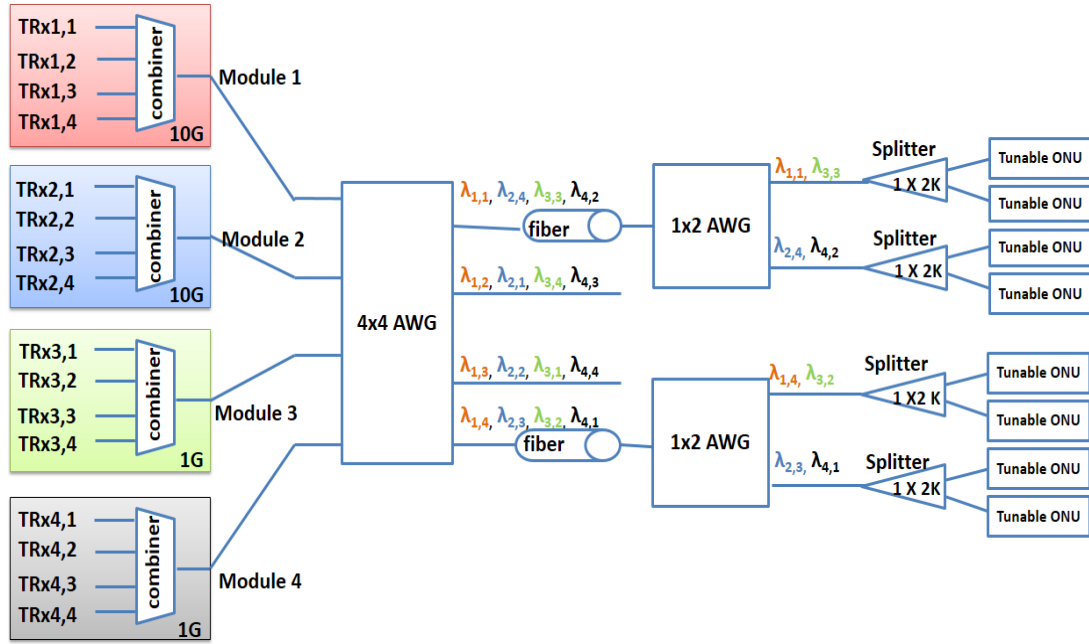 TRx1,1
TRx1,2
TRx1,3
TRx1,4
combiner
10G
Module 1
TRx2,1
TRx2,2
TRx2,3
TRx2,4
combiner
10G
Module 2
TRx3,1
TRx3,2
TRx3,3
TRx3,4
combiner
1G
Module 3
TRx4,1
TRx4,2
TRx4,3
TRx4,4
combiner
1G
Module 4
4x4 AWG
λ1,1, λ2,4, λ3,3, λ4,2
fiber
λ1,2, λ2,1, λ3,4, λ4,3
λ1,3, λ2,2, λ3,1, λ4,4
λ1,4, λ2,3, λ3,2, λ4,1
fiber
1x2 AWG
λ1,1, λ3,3
Splitter
1 X 2K
Tunable ONU
Tunable ONU
λ2,4, λ4,2
Splitter
1 X 2K
Tunable ONU
Tunable ONU
1x2 AWG
λ1,4, λ3,2
Splitter
1 X2 K
Tunable ONU
Tunable ONU
λ2,3, λ4,1
Splitter
1 X 2K
Tunable ONU
Tunable ONU